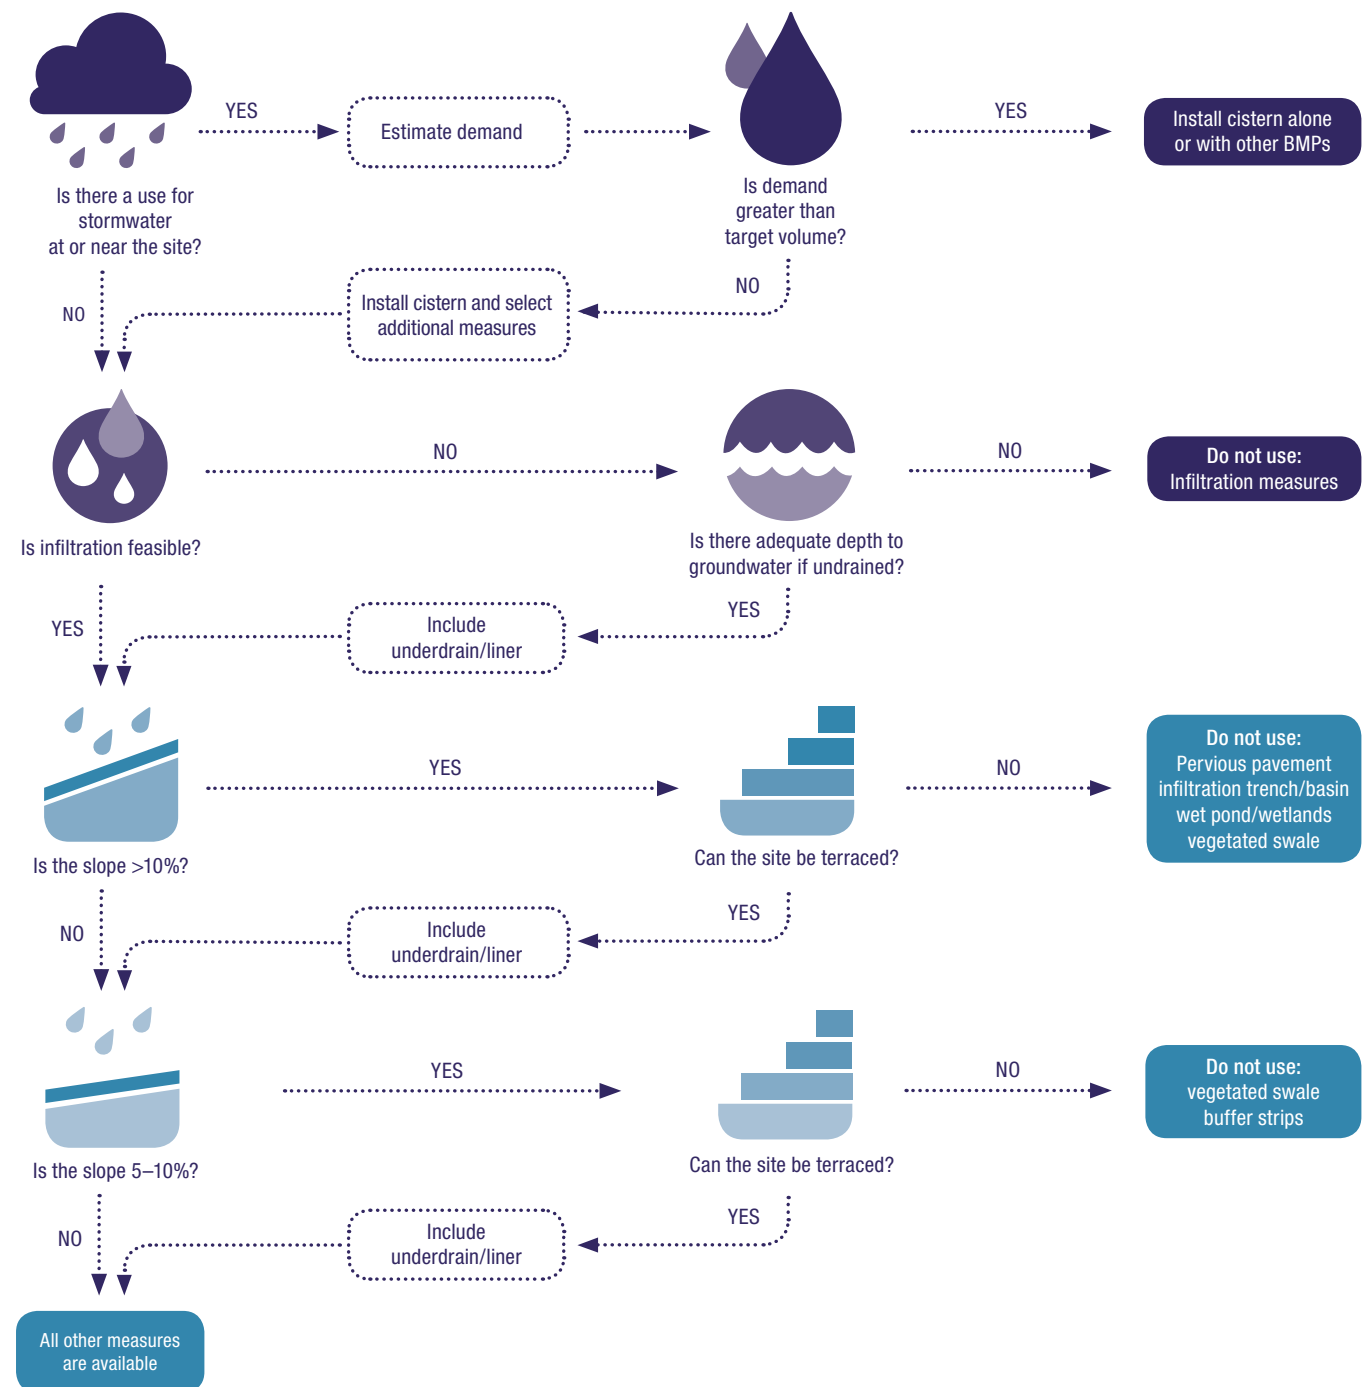 YES
Estimate demand
YES
Install cistern alone
or with other BMPs
Is there a use for
stormwater
at or near the site?
Is demand
greater than
target volume?
NO
Install cistern and select
additional measures
NO
NO
NO
Do not use:
Infiltration measures
Is infiltration feasible?
Is there adequate depth to
groundwater if undrained?
YES
Include
underdrain/liner
YES
YES
NO
Do not use:
Pervious pavement
infiltration trench/basin
wet pond/wetlands
vegetated swale
Is the slope >10%?
Can the site be terraced?
NO
Include
underdrain/liner
YES
YES
NO
Do not use:
vegetated swale
buffer strips
Is the slope 5–10%?
Can the site be terraced?
NO
Include
underdrain/liner
YES
All other measures
are available